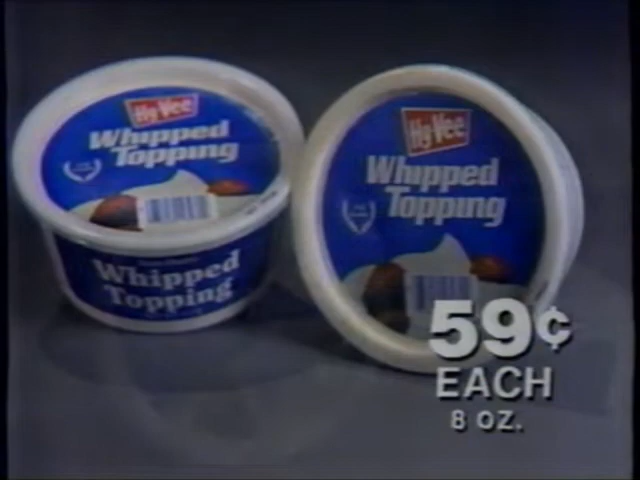 Hy-Vee
Whipped
Topping
Whipped
Topping
Hy-Vee
Whipped
Topping
59¢
EACH
8 OZ.